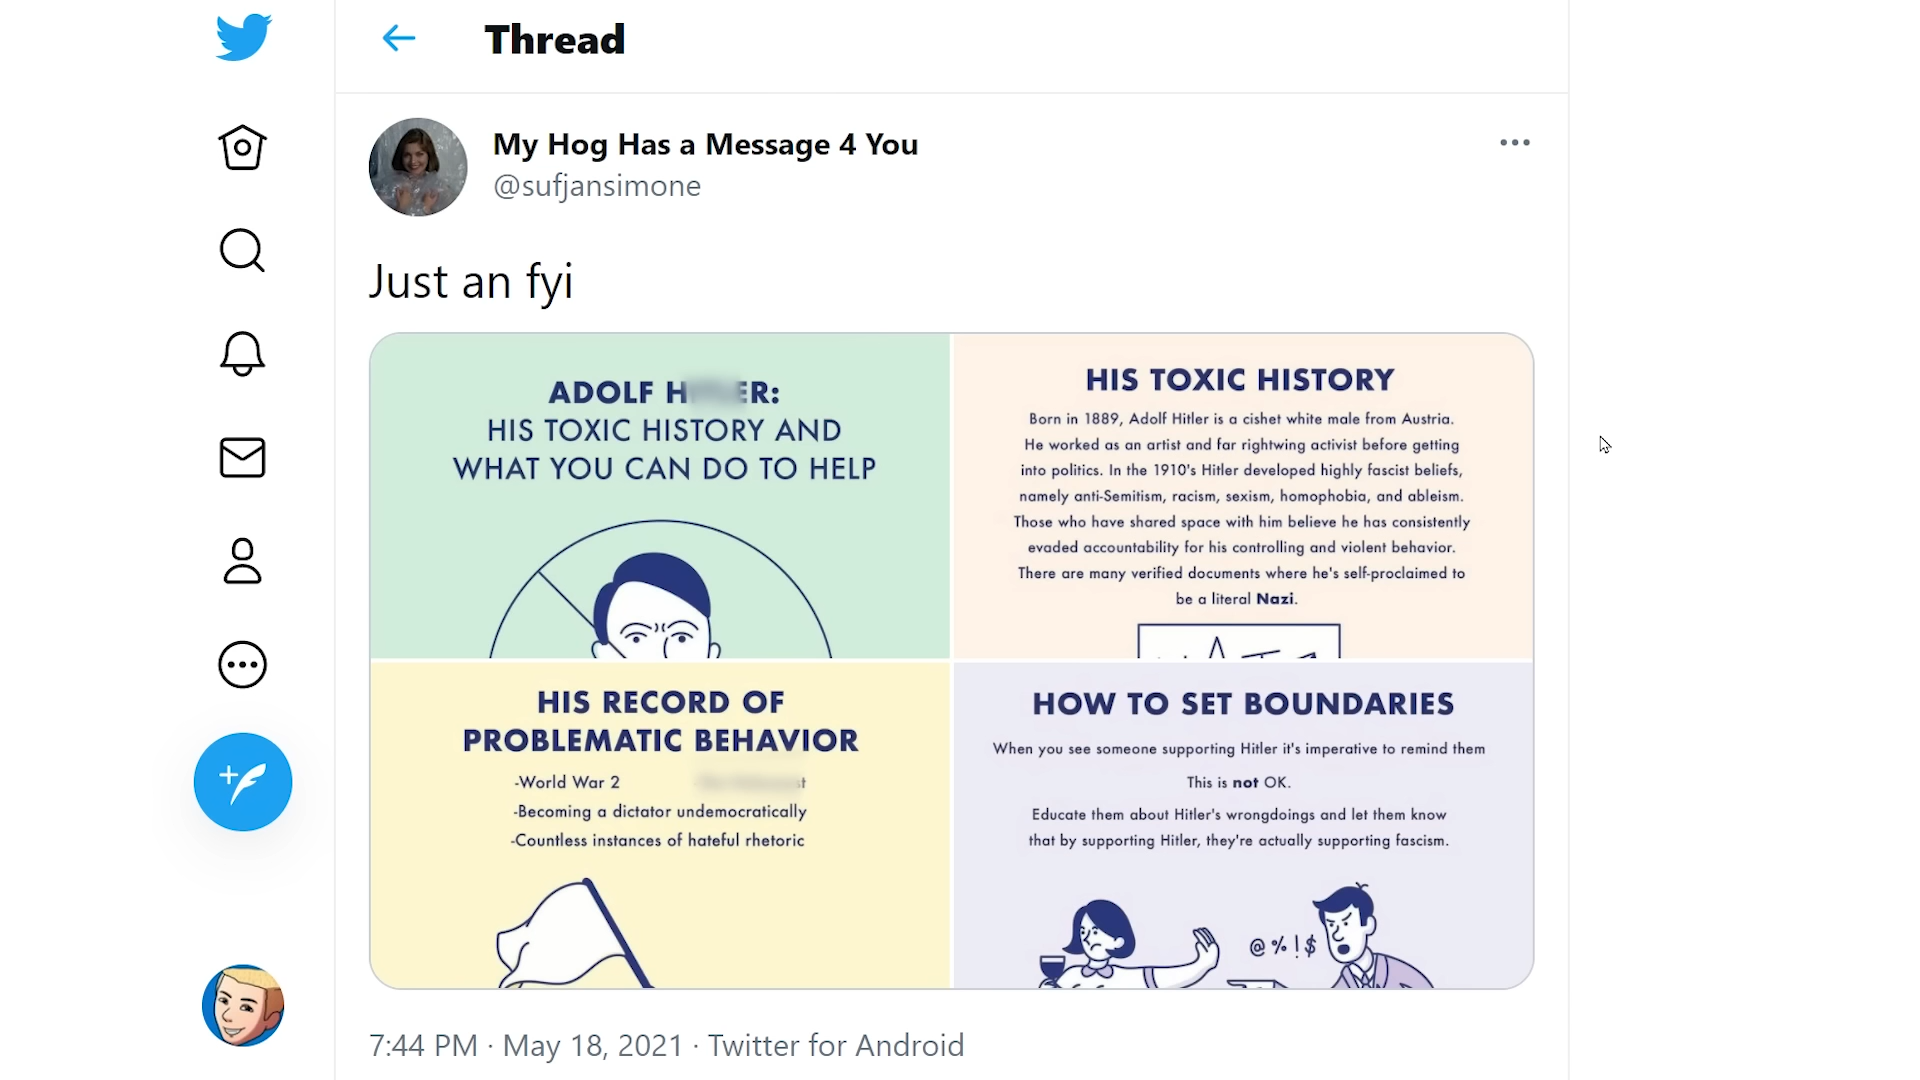 Thread
My Hog Has a Message 4 You
@sufjansimone
Just an fyi
ADOLF H ER:
HIS TOXIC HISTORY AND
WHAT YOU CAN DO TO HELP
HIS TOXIC HISTORY
Born in 1889, Adolf Hitler is a cishet white male from Austria.
He worked as an artist and far rightwing activist before getting
into politics. In the 1910's Hitler developed highly fascist beliefs,
namely anti-Semitism, racism, sexism, homophobia, and ableism.
Those who have shared space with him believe he has consistently
evaded accountability for his controlling and violent behavior.
There are many verified documents where he's self-proclaimed to
be a literal Nazi.
HIS RECORD OF
PROBLEMATIC BEHAVIOR
-World War 2
-Becoming a dictator undemocratically
-Countless instances of hateful rhetoric
HOW TO SET BOUNDARIES
When you see someone supporting Hitler it's imperative to remind them
This is not OK.
Educate them about Hitler's wrongdoings and let them know
that by supporting Hitler, they're actually supporting fascism.
@%!$
7:44 PM · May 18, 2021 · Twitter for Android